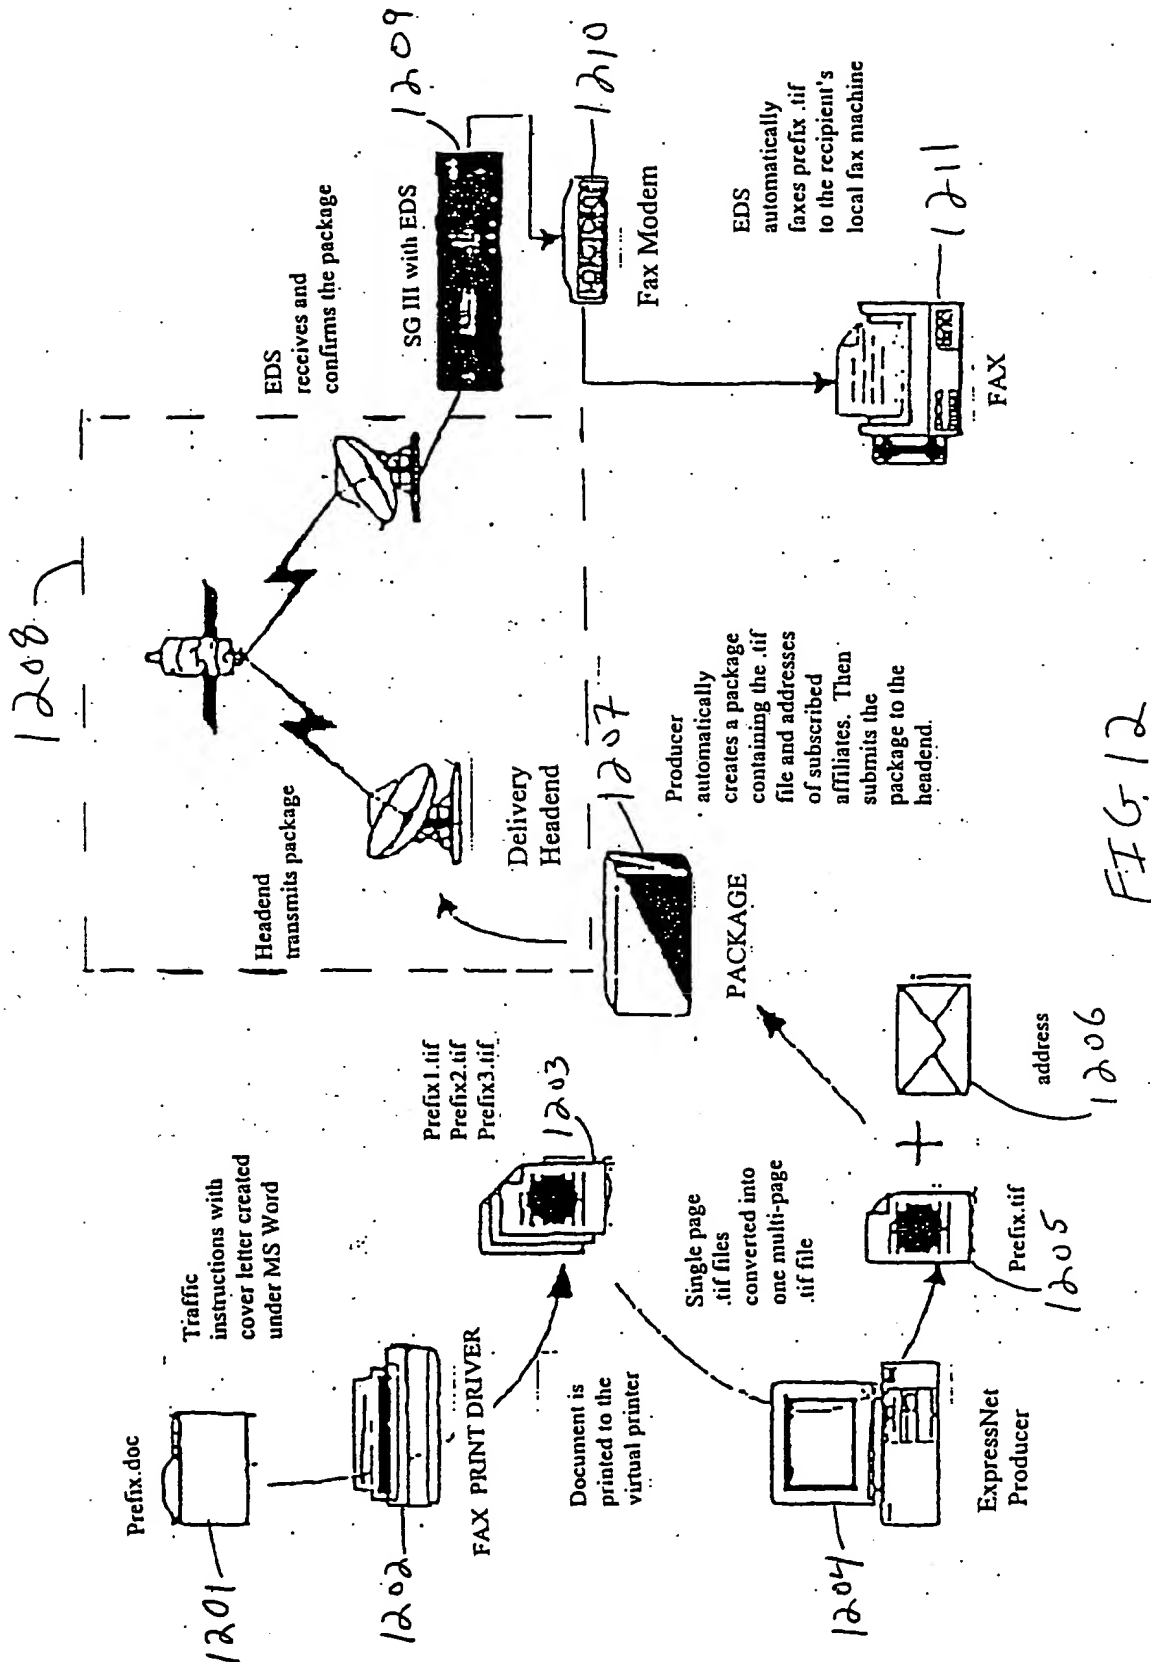 Prefix.doc
1201
Traffic
instructions with
cover letter created
under MS Word
1202
FAX PRINT DRIVER
Document is
printed to the
virtual printer
Prefix1.tif
Prefix2.tif
Prefix3.tif
1203
1204
ExpressNet
Producer
Single page
.tif files
converted into
one multi-page
.tif file
Prefix.tif
1205
+
address
1206
PACKAGE
1207
Producer
automatically
creates a package
containing the .tif
file and addresses
of subscribed
affiliates. Then
submits the
package to the
headend.
1208
Headend
transmits package
Delivery
Headend
EDS
receives and
confirms the package
SG III with EDS
1209
Fax Modem
1210
EDS
automatically
faxes prefix .tif
to the recipient's
local fax machine
FAX
1211
FIG 12